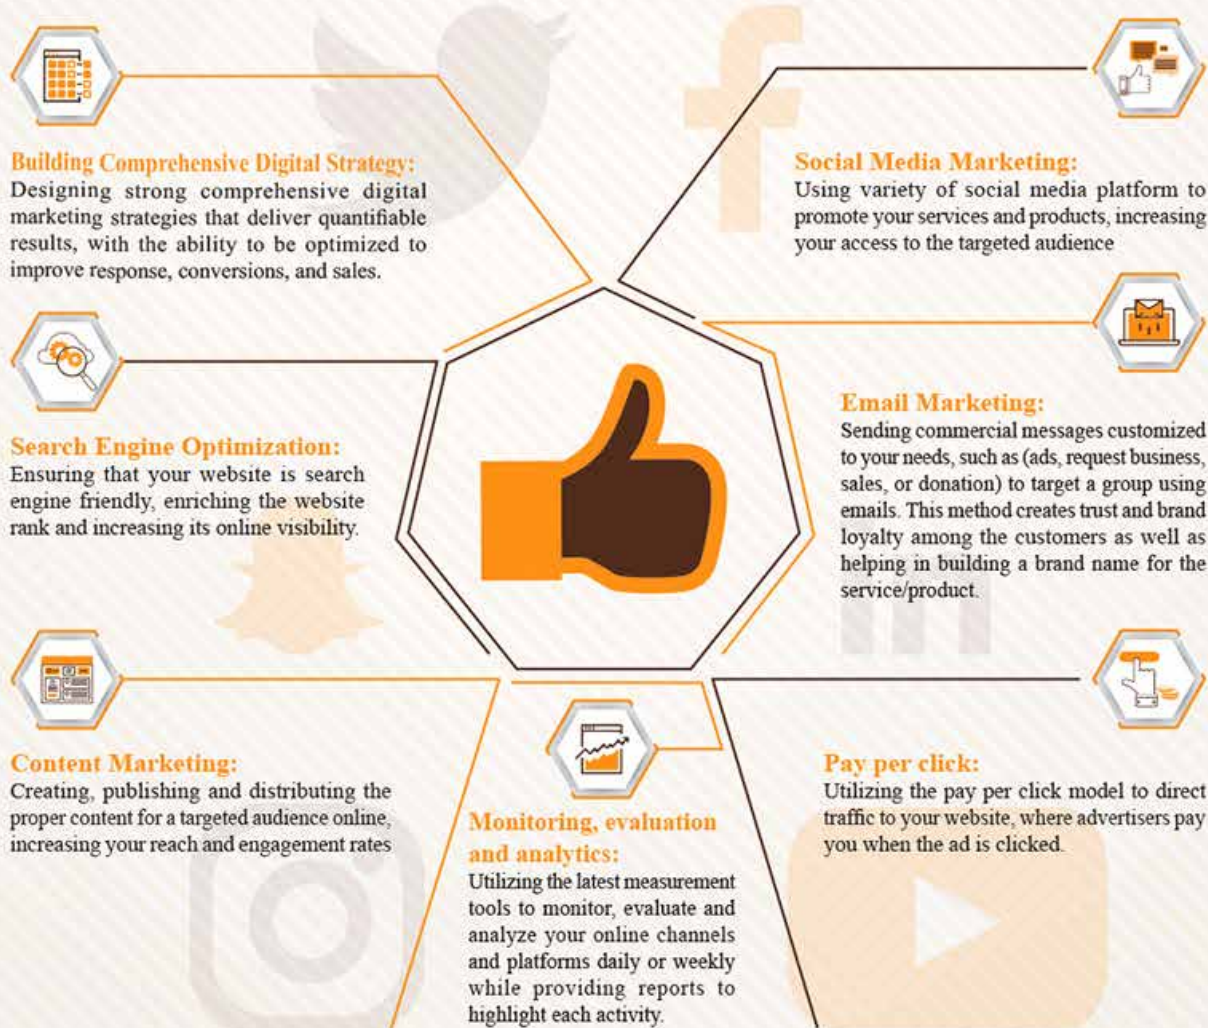 Building Comprehensive Digital Strategy:
Designing strong comprehensive digital
marketing strategies that deliver quantifiable
results, with the ability to be optimized to
improve response, conversions, and sales.
Social Media Marketing:
Using variety of social media platform to
promote your services and products, increasing
your access to the targeted audience
Search Engine Optimization:
Ensuring that your website is search
engine friendly, enriching the website
rank and increasing its online visibility.
Email Marketing:
Sending commercial messages customized
to your needs, such as (ads, request business,
sales, or donation) to target a group using
emails. This method creates trust and brand
loyalty among the customers as well as
helping in building a brand name for the
service/product.
Content Marketing:
Creating, publishing and distributing the
proper content for a targeted audience online,
increasing your reach and engagement rates
Monitoring, evaluation
and analytics:
Utilizing the latest measurement
tools to monitor, evaluate and
analyze your online channels
and platforms daily or weekly
while providing reports to
highlight each activity.
Pay per click:
Utilizing the pay per click model to direct
traffic to your website, where advertisers pay
you when the ad is clicked.